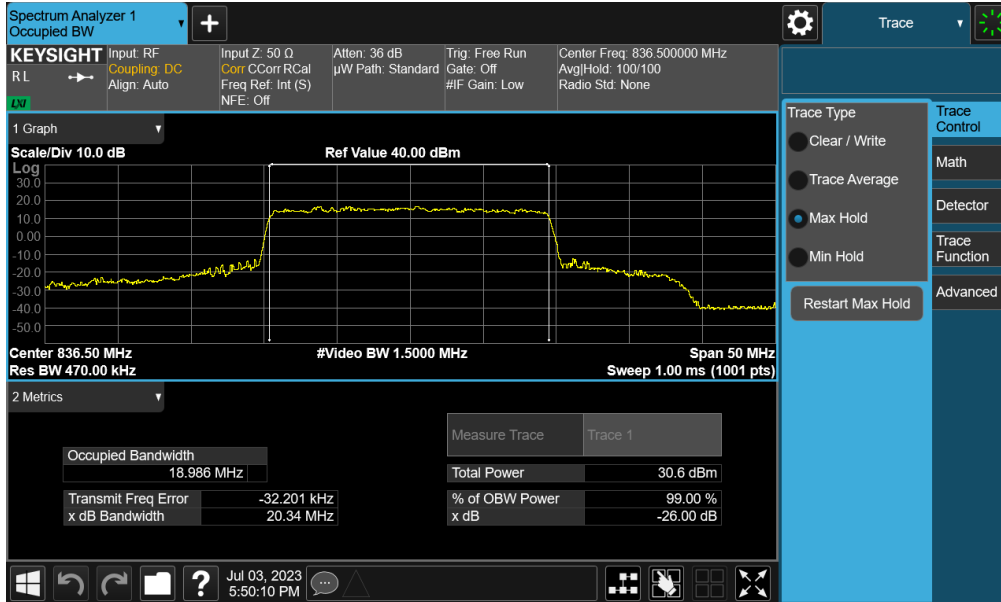 Spectrum Analyzer 1
Occupied BW
Trace
KEYSIGHT
RL
LXI
Input: RF
Coupling: DC
Align: Auto
Input Z: 50 Ω
Corr CCorr RCal
Freq Ref: Int (S)
NFE: Off
Atten: 36 dB
µW Path: Standard
Trig: Free Run
Gate: Off
#IF Gain: Low
Center Freq: 836.500000 MHz
Avg|Hold: 100/100
Radio Std: None
1 Graph
Scale/Div 10.0 dB
Ref Value 40.00 dBm
Log
30.0
20.0
10.0
0.00
-10.0
-20.0
-30.0
-40.0
-50.0
Center 836.50 MHz
#Video BW 1.5000 MHz
Span 50 MHz
Res BW 470.00 kHz
Sweep 1.00 ms (1001 pts)
2 Metrics
Measure Trace
Trace 1
Occupied Bandwidth
18.986 MHz
Total Power
30.6 dBm
Transmit Freq Error
-32.201 kHz
% of OBW Power
99.00 %
x dB Bandwidth
20.34 MHz
x dB
-26.00 dB
Trace Type
Clear / Write
Trace Average
Max Hold
Min Hold
Restart Max Hold
Trace
Control
Math
Detector
Trace
Function
Advanced
?
Jul 03, 2023
5:50:10 PM